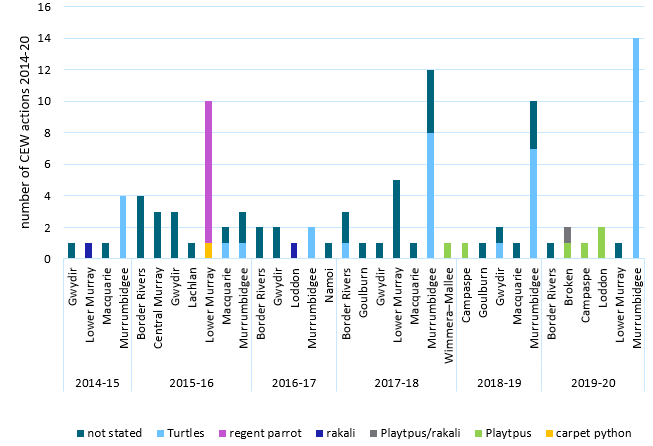 number of CEW actions 2014-20
16
14
12
10
8
6
4
2
0
Gwydir
Lower Murray
Macquarie
Murrumbidgee
Border Rivers
Central Murray
Gwydir
Lachlan
Lower Murray
Macquarie
Murrumbidgee
Border Rivers
Gwydir
Loddon
Murrumbidgee
Namoi
Border Rivers
Goulburn
Gwydir
Lower Murray
Macquarie
Murrumbidgee
Wimmera–Mallee
Campaspe
Goulburn
Gwydir
Macquarie
Murrumbidgee
Border Rivers
Broken
Campaspe
Loddon
Lower Murray
Murrumbidgee
2014-15 2015-16 2016-17 2017-18 2018-19 2019-20
not stated Turtles regent parrot rakali Playtpus/rakali Playtpus carpet python